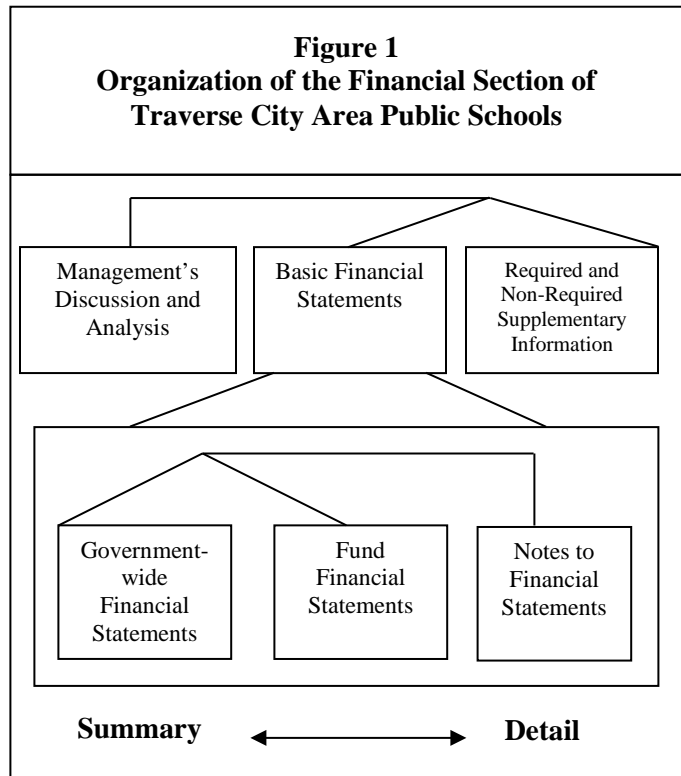 Figure 1
Organization of the Financial Section of
Traverse City Area Public Schools
Management’s
Discussion and
Analysis
Basic Financial
Statements
Required and
Non-Required
Supplementary
Information
Government-
wide
Financial
Statements
Fund
Financial
Statements
Notes to
Financial
Statements
Summary
Detail